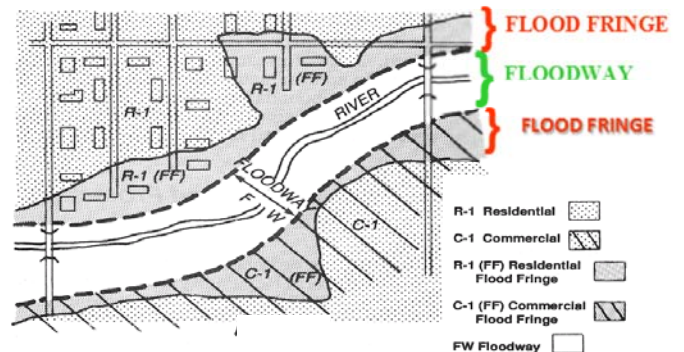 FLOOD FRINGE
FLOODWAY
FLOOD FRINGE
R-1 (FF)
RIVER
R-1
R-1 (FF)
FLOODWAY
F W
C-1
C-1 (FF)
R-1 Residential
C-1 Commercial
R-1 (FF) Residential
Flood Fringe
C-1 (FF) Commercial
Flood Fringe
FW Floodway